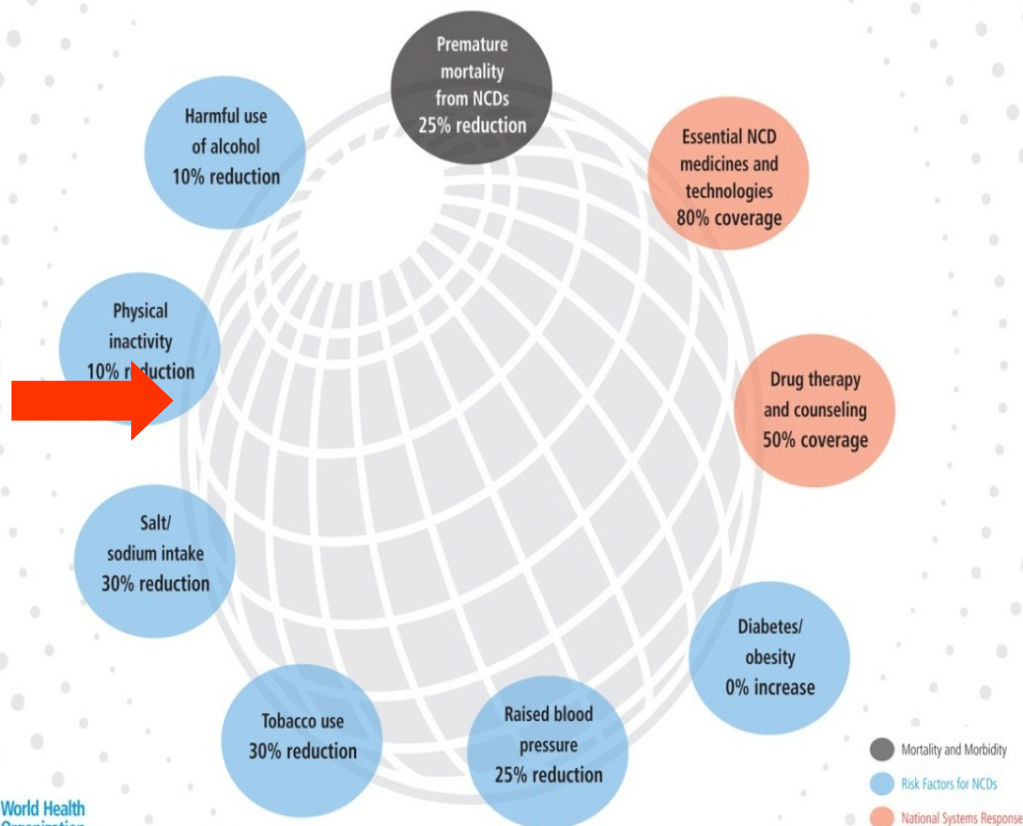 Premature
mortality
from NCDs
25% reduction
Harmful use
of alcohol
10% reduction
Essential NCD
medicines and
technologies
80% coverage
Physical
inactivity
10% reduction
Drug therapy
and counseling
50% coverage
Salt/
sodium intake
30% reduction
Diabetes/
obesity
0% increase
Tobacco use
30% reduction
Raised blood
pressure
25% reduction
Mortality and Morbidity
Risk Factors for NCDs
National Systems Response
World Health
Organization